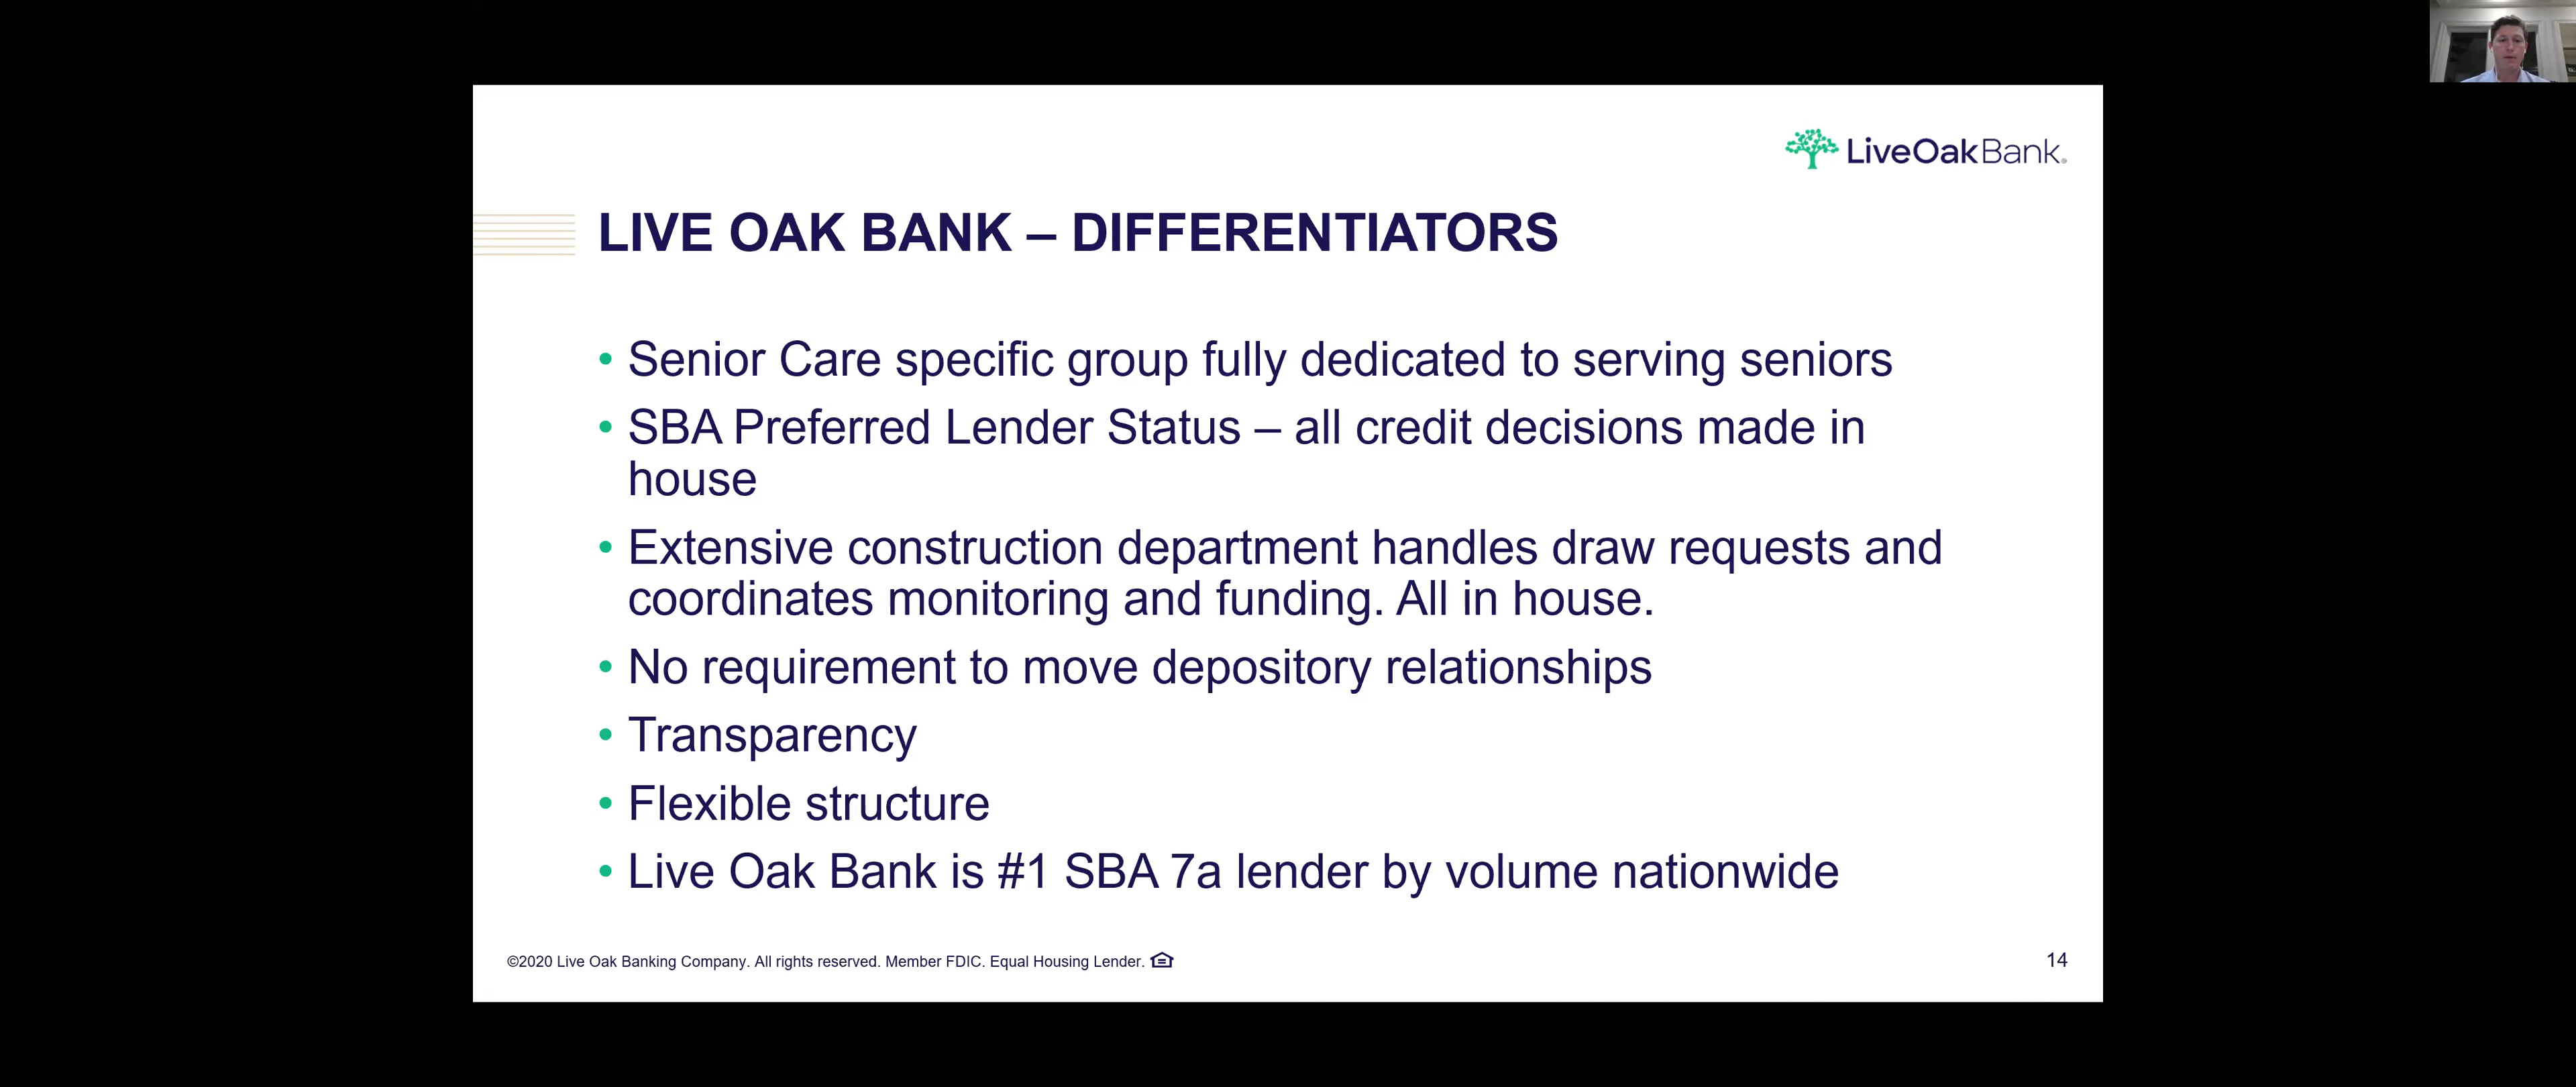 LiveOakBank®
LIVE OAK BANK – DIFFERENTIATORS
• Senior Care specific group fully dedicated to serving seniors
• SBA Preferred Lender Status – all credit decisions made in
house
• Extensive construction department handles draw requests and
coordinates monitoring and funding. All in house.
• No requirement to move depository relationships
• Transparency
• Flexible structure
• Live Oak Bank is #1 SBA 7a lender by volume nationwide
©2020 Live Oak Banking Company. All rights reserved. Member FDIC. Equal Housing Lender.
14